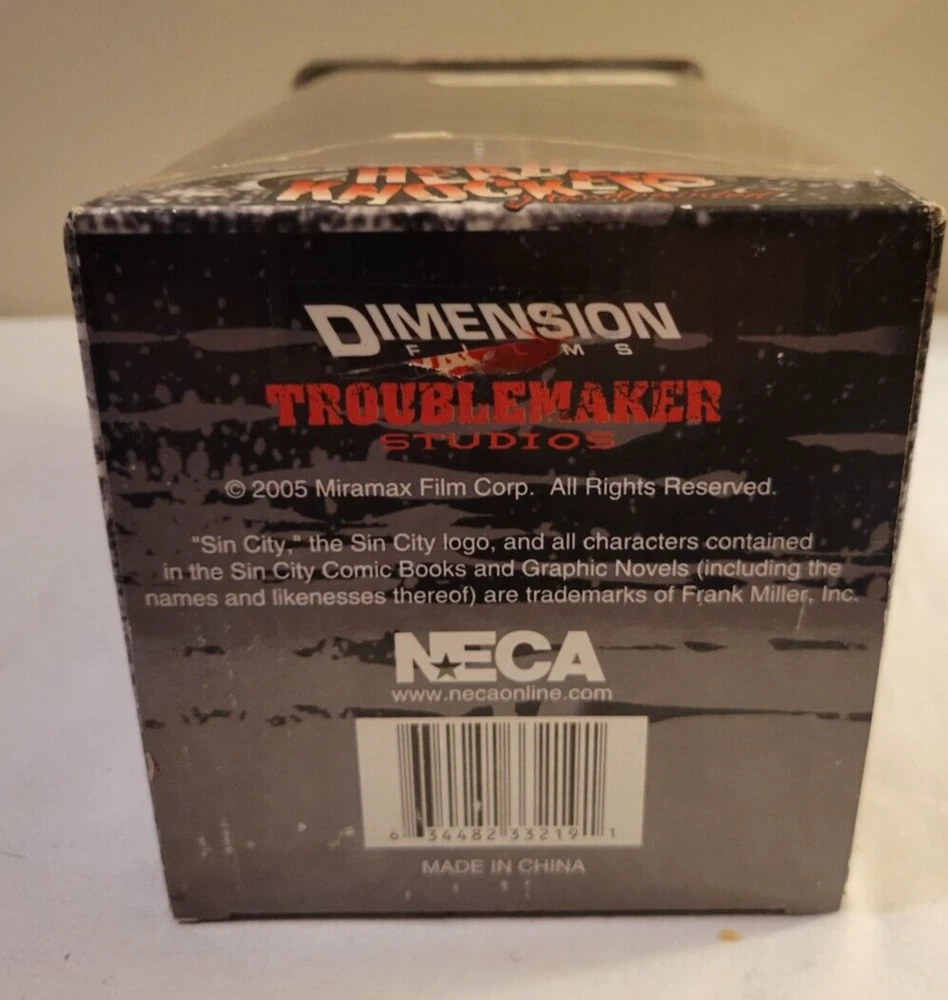 HEAD
KNOCKERS
DIMENSION
FILMS
TROUBLEMAKER
STUDIOS
© 2005 Miramax Film Corp. All Rights Reserved.
"Sin City," the Sin City logo, and all characters contained
in the Sin City Comic Books and Graphic Novels (including the
names and likenesses thereof) are trademarks of Frank Miller, Inc.
NECA
www.necaonline.com
6 34482 33219 1
MADE IN CHINA